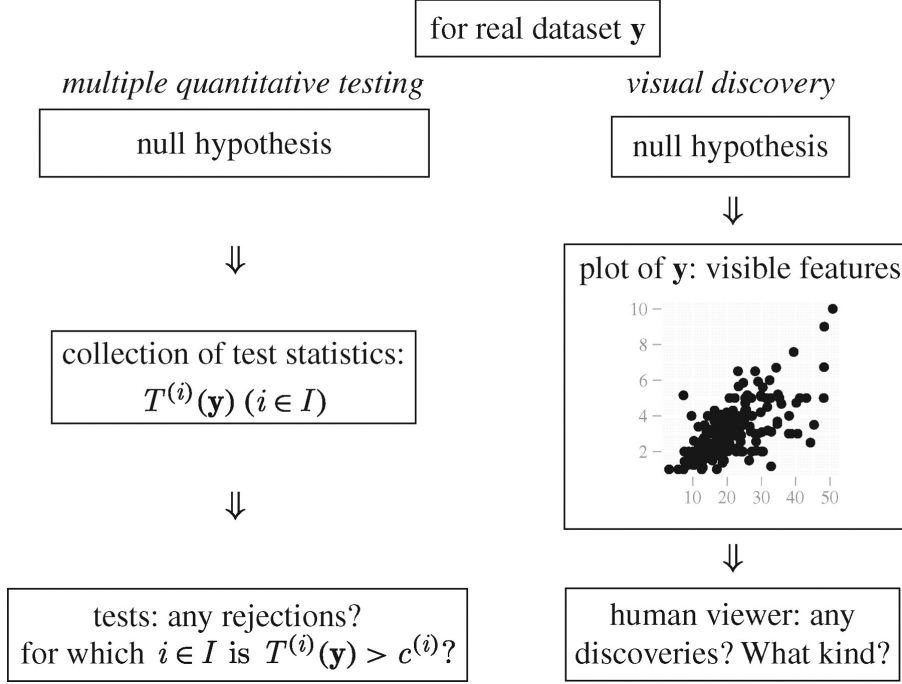 for real dataset y
multiple quantitative testing
null hypothesis
⇓
collection of test statistics:
T⁽ⁱ⁾(y) (i ∈ I)
⇓
tests: any rejections?
for which i ∈ I is T⁽ⁱ⁾(y) > c⁽ⁱ⁾?
visual discovery
null hypothesis
⇓
plot of y: visible features
10
8
6
4
2
10 20 30 40 50
⇓
human viewer: any
discoveries? What kind?